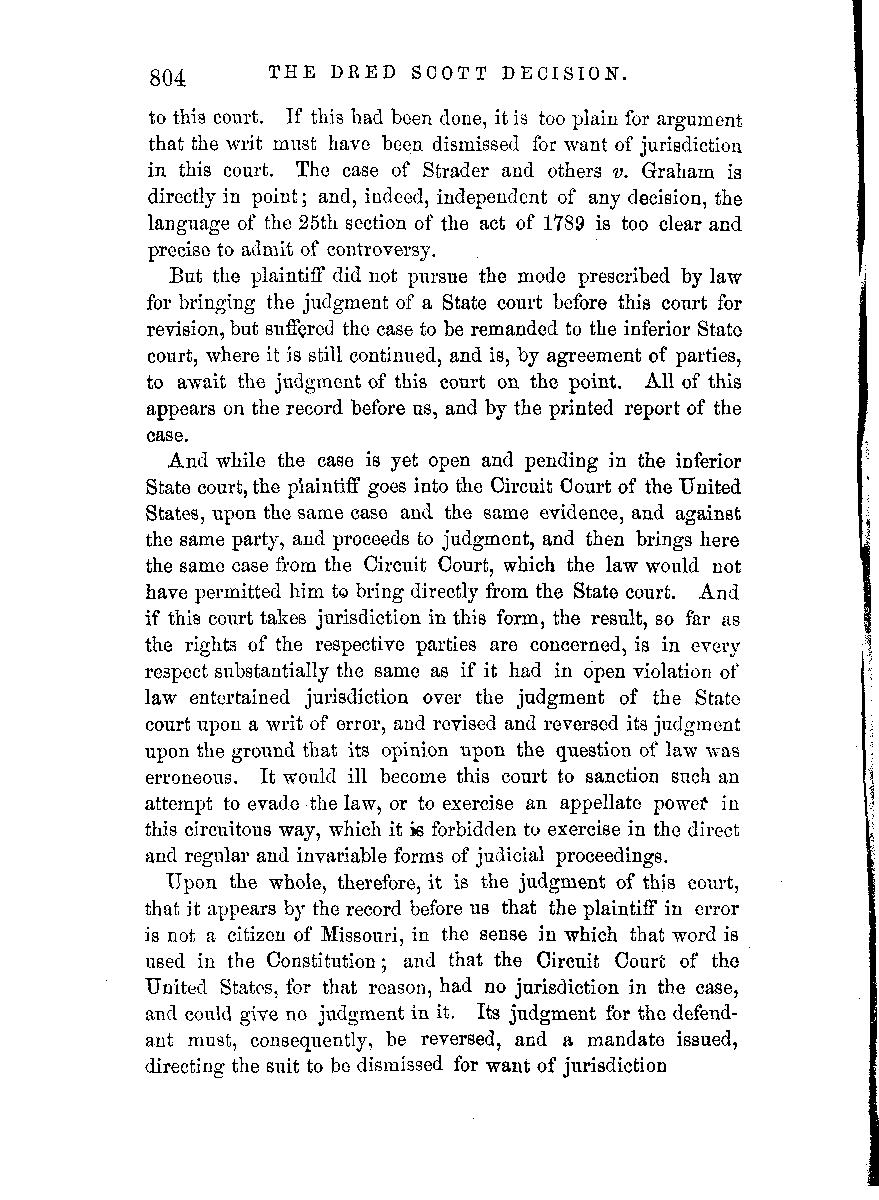 804 THE DRED SCOTT DECISION.
to this court. If this had been done, it is too plain for argument
that the writ must have been dismissed for want of jurisdiction
in this court. The case of Strader and others v. Graham is
directly in point; and, indeed, independent of any decision, the
language of the 25th section of the act of 1789 is too clear and
precise to admit of controversy.
But the plaintiff did not pursue the mode prescribed by law
for bringing the judgment of a State court before this court for
revision, but suffered the case to be remanded to the inferior State
court, where it is still continued, and is, by agreement of parties,
to await the judgment of this court on the point. All of this
appears on the record before us, and by the printed report of the
case.
And while the case is yet open and pending in the inferior
State court, the plaintiff goes into the Circuit Court of the United
States, upon the same case and the same evidence, and against
the same party, and proceeds to judgment, and then brings here
the same case from the Circuit Court, which the law would not
have permitted him to bring directly from the State court. And
if this court takes jurisdiction in this form, the result, so far as
the rights of the respective parties are concerned, is in every
respect substantially the same as if it had in open violation of
law entertained jurisdiction over the judgment of the State
court upon a writ of error, and revised and reversed its judgment
upon the ground that its opinion upon the question of law was
erroneous. It would ill become this court to sanction such an
attempt to evade the law, or to exercise an appellate power in
this circuitous way, which it is forbidden to exercise in the direct
and regular and invariable forms of judicial proceedings.
Upon the whole, therefore, it is the judgment of this court,
that it appears by the record before us that the plaintiff in error
is not a citizen of Missouri, in the sense in which that word is
used in the Constitution; and that the Circuit Court of the
United States, for that reason, had no jurisdiction in the case,
and could give no judgment in it. Its judgment for the defend-
ant must, consequently, be reversed, and a mandate issued,
directing the suit to be dismissed for want of jurisdiction